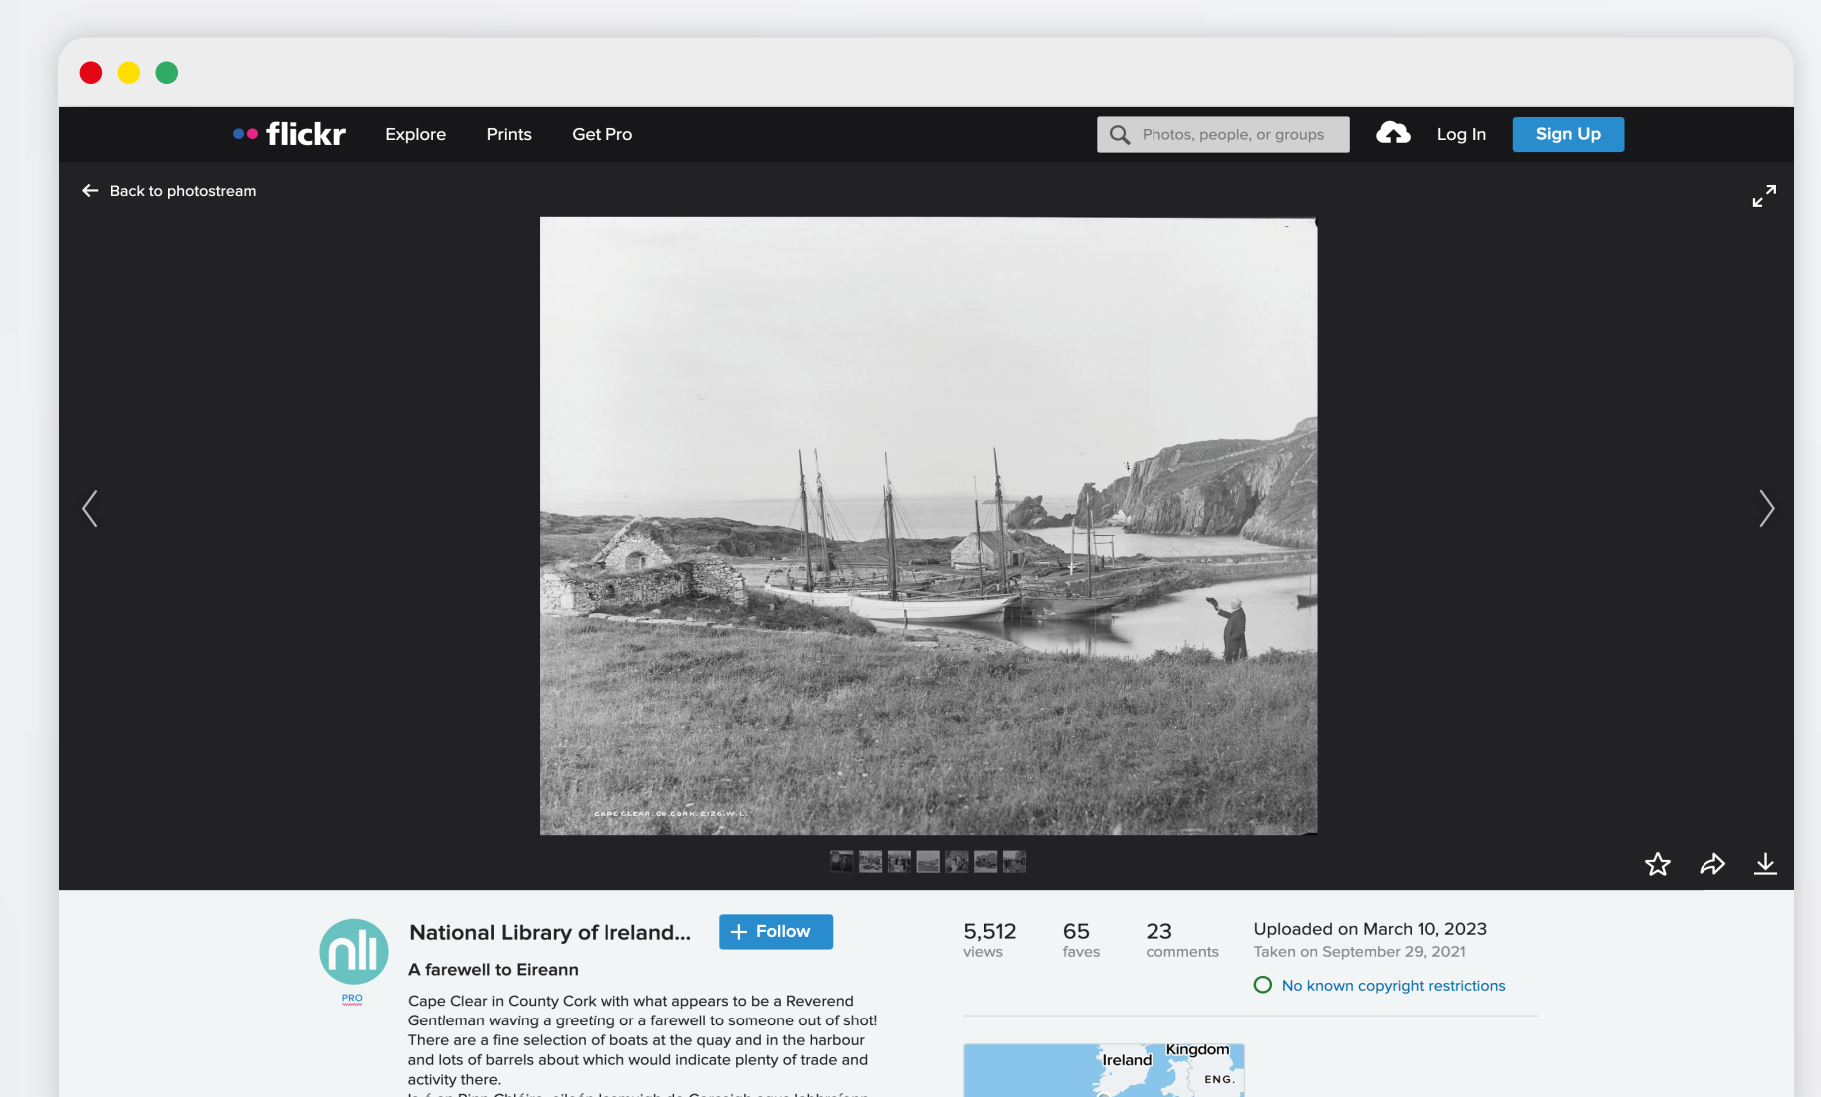 flickr Explore Prints Get Pro Photos, people, or groups Log In Sign Up
Back to photostream
CAPE CLEAR. CO. CORK. 2126. W. L.
National Library of Ireland... + Follow
A farewell to Eireann
PRO
Cape Clear in County Cork with what appears to be a Reverend
Gentleman waving a greeting or a farewell to someone out of shot!
There are a fine selection of boats at the quay and in the harbour
and lots of barrels about which would indicate plenty of trade and
activity there.
5,512 views
65 faves
23 comments
Uploaded on March 10, 2023
Taken on September 29, 2021
No known copyright restrictions
Kingdom
Ireland
ENG.